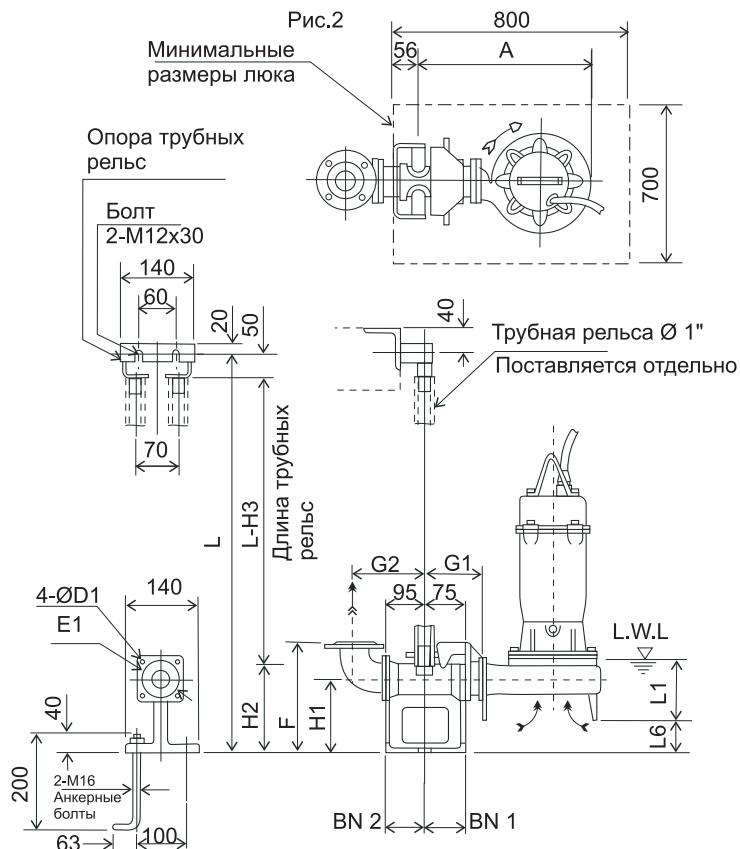 Рис.2
800
56
A
Минимальные
размеры люка
700
Опора трубных
рельс
Болт
2-M12x30
140
60
20
50
40
Трубная рельса Ø 1"
Поставляется отдельно
70
L
L-H3
Длина трубных
рельс
G2
G1
95
75
140
4-ØD1
E1
L.W.L
L1
L6
H2
F
H1
40
200
2-M16
Анкерные
болты
63
100
BN 2
BN 1